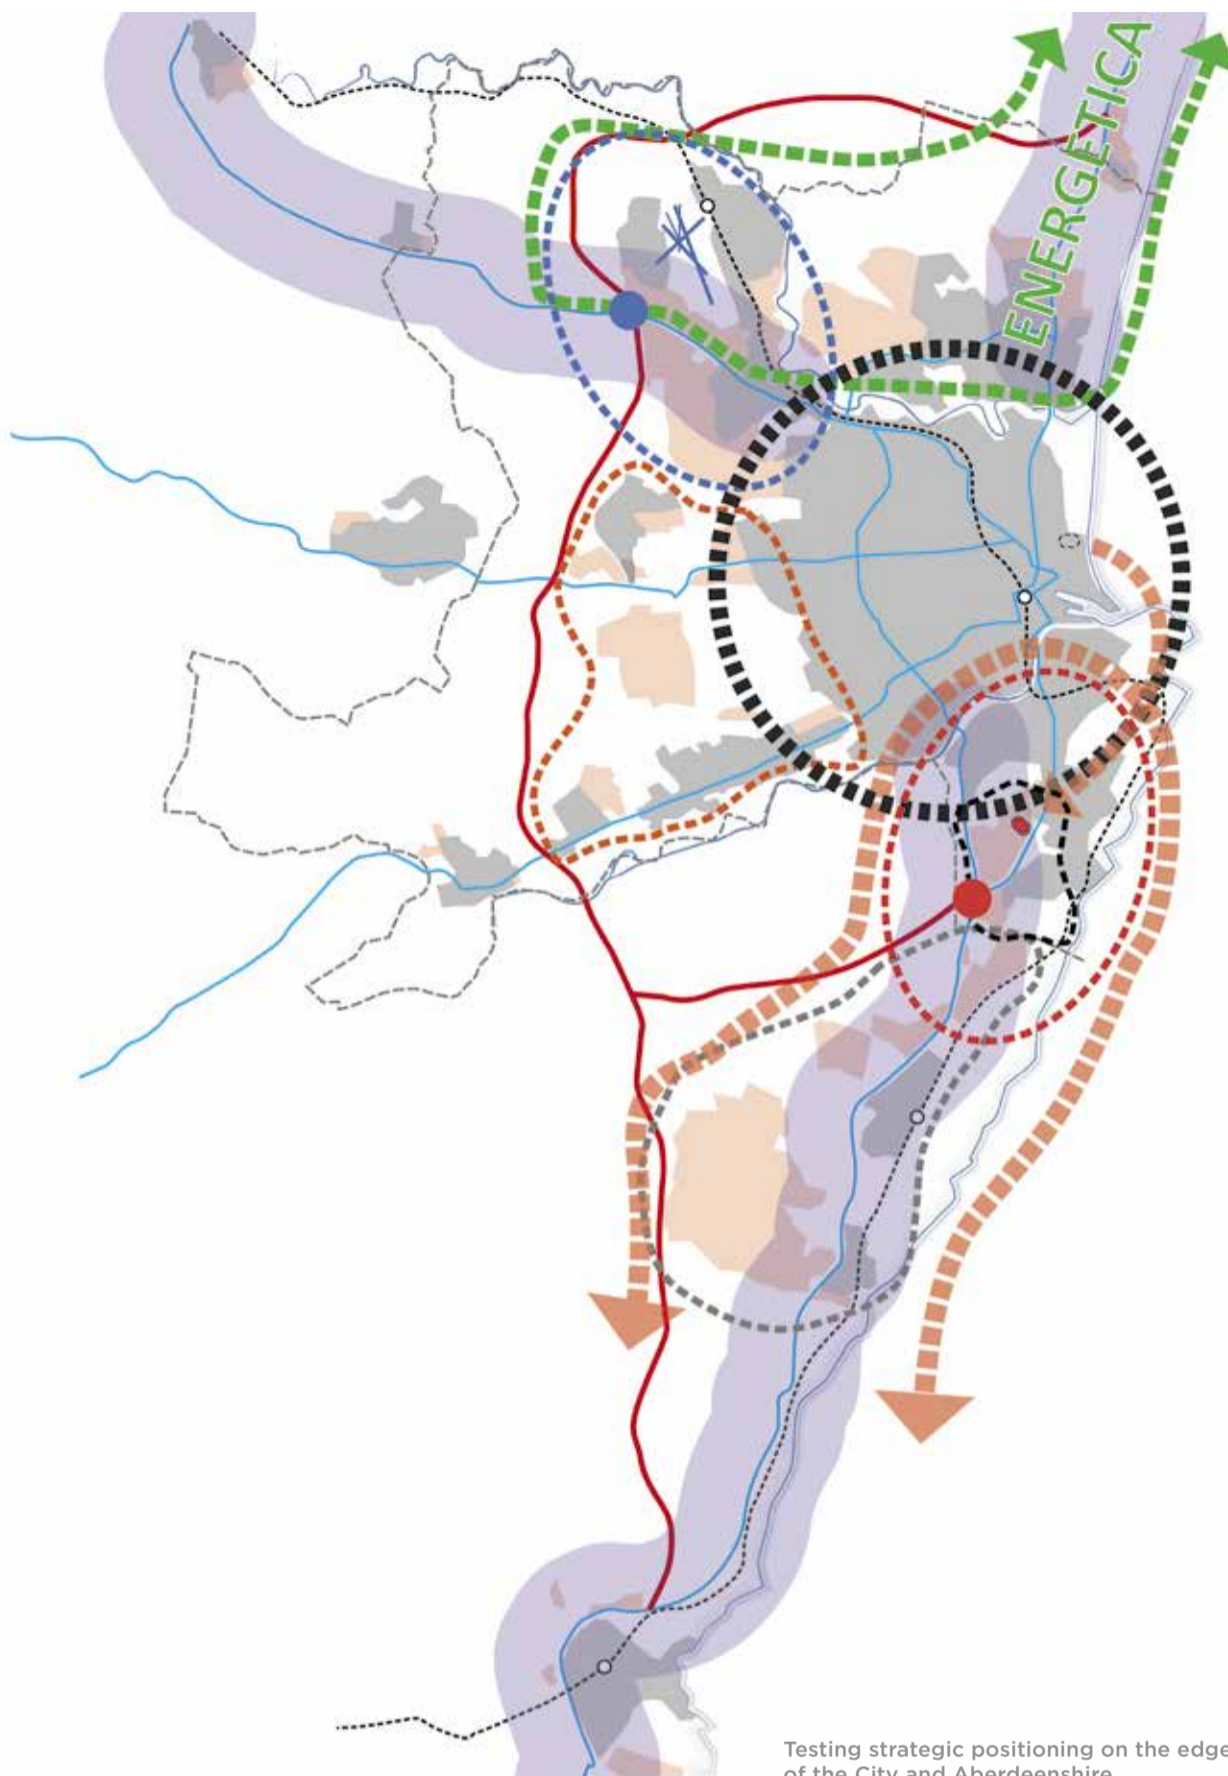 ENERGETICA
Testing strategic positioning on the edge
of the City and Aberdeenshire